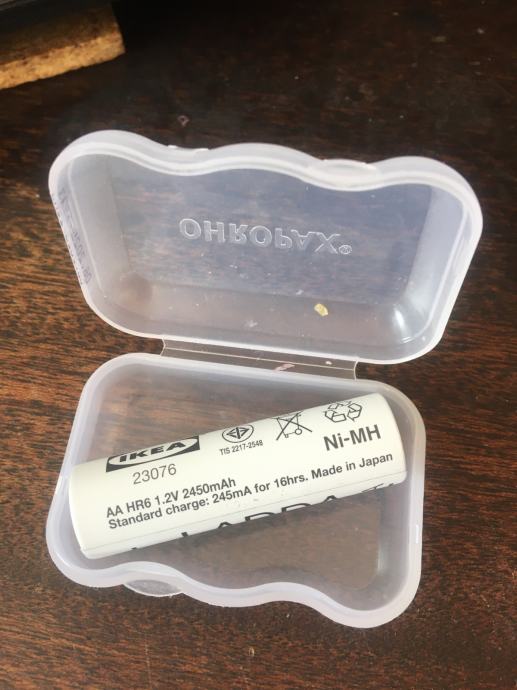 OHROPAX®
IKEA
23076
TIS 2217-2548
Ni-MH
AA HR6 1.2V 2450mAh
Standard charge: 245mA for 16hrs. Made in Japan
LADDA